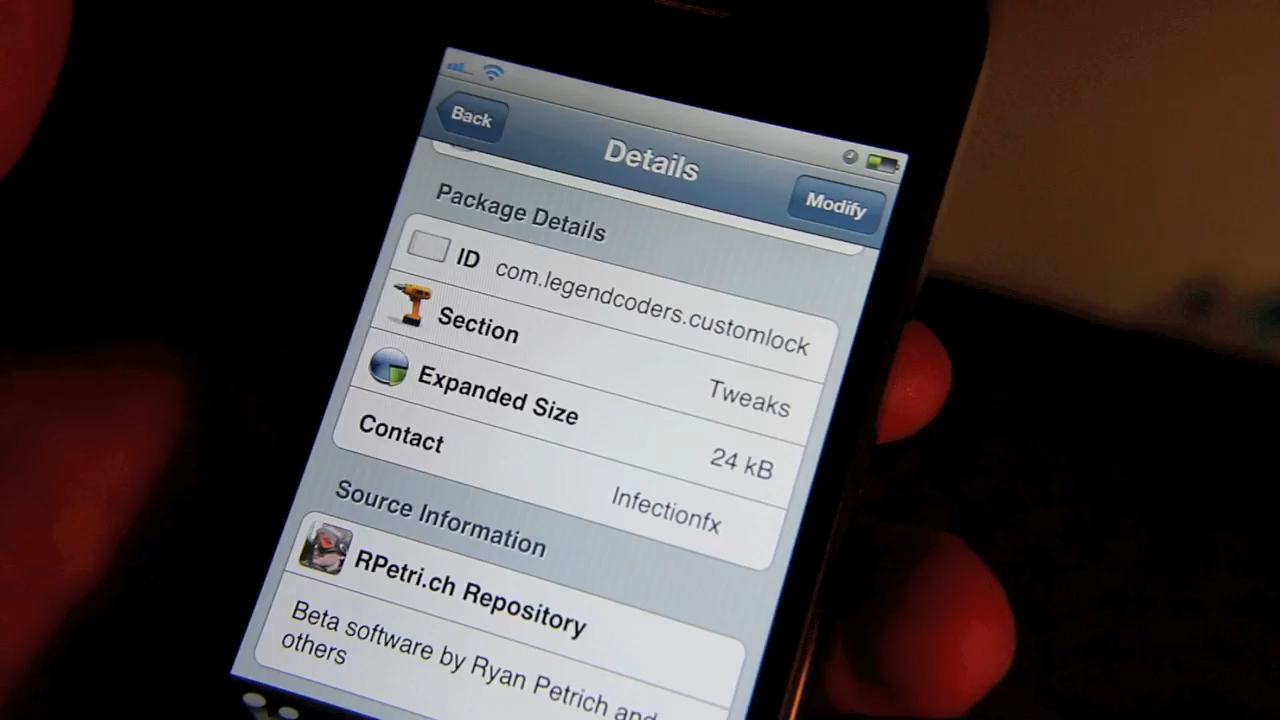 Back
Details
Modify
Package Details
ID com.legendcoders.customlock
Section Tweaks
Expanded Size 24 kB
Contact Infectionfx
Source Information
RPetri.ch Repository
Beta software by Ryan Petrich and
others